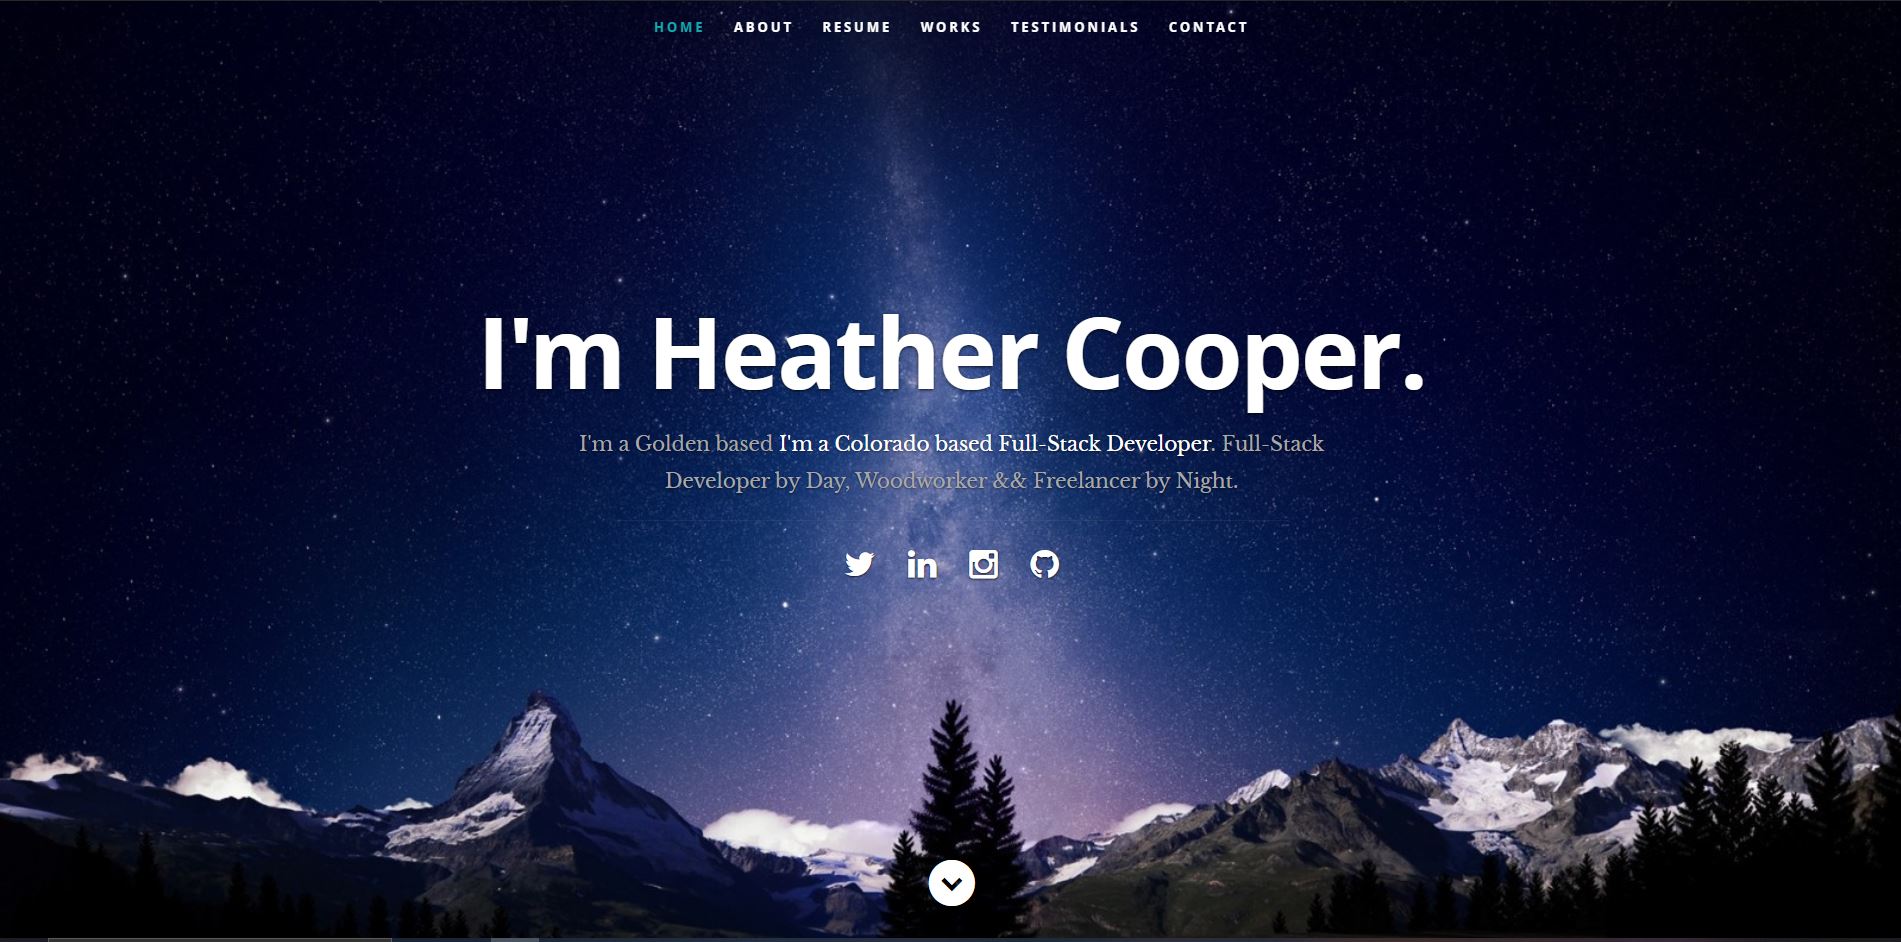 HOME ABOUT RESUME WORKS TESTIMONIALS CONTACT
I'm Heather Cooper.
I'm a Golden based I'm a Colorado based Full-Stack Developer. Full-Stack
Developer by Day, Woodworker && Freelancer by Night.
in